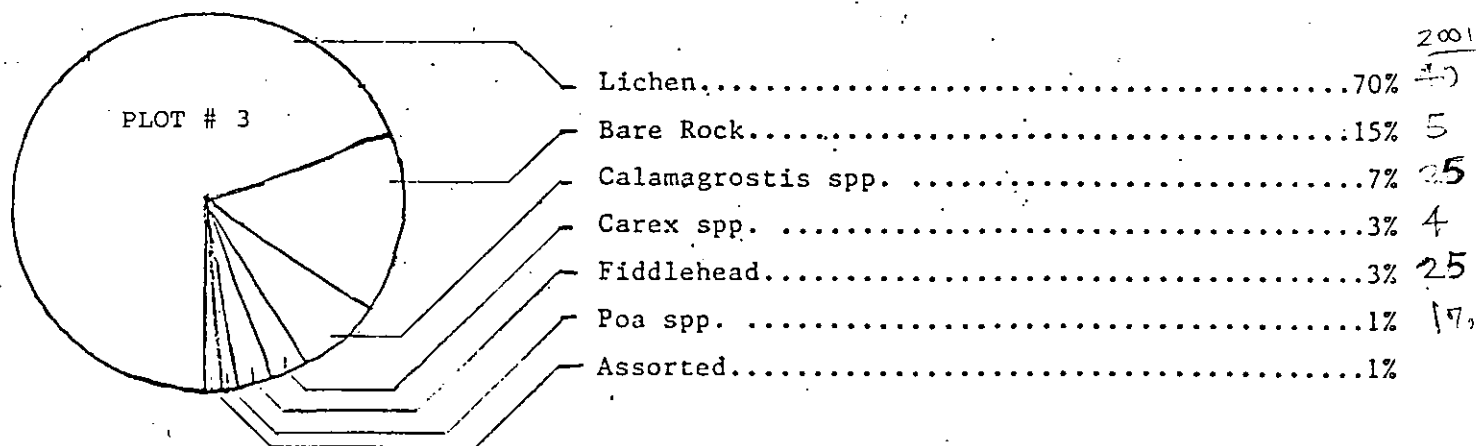 2001
PLOT # 3
Lichen..........................................70%
Bare Rock.......................................15% 5
Calamagrostis spp. ..............................7% 25
Carex spp. ......................................3% 4
Fiddlehead.......................................3% 25
Poa spp. ........................................1%
Assorted.........................................1%